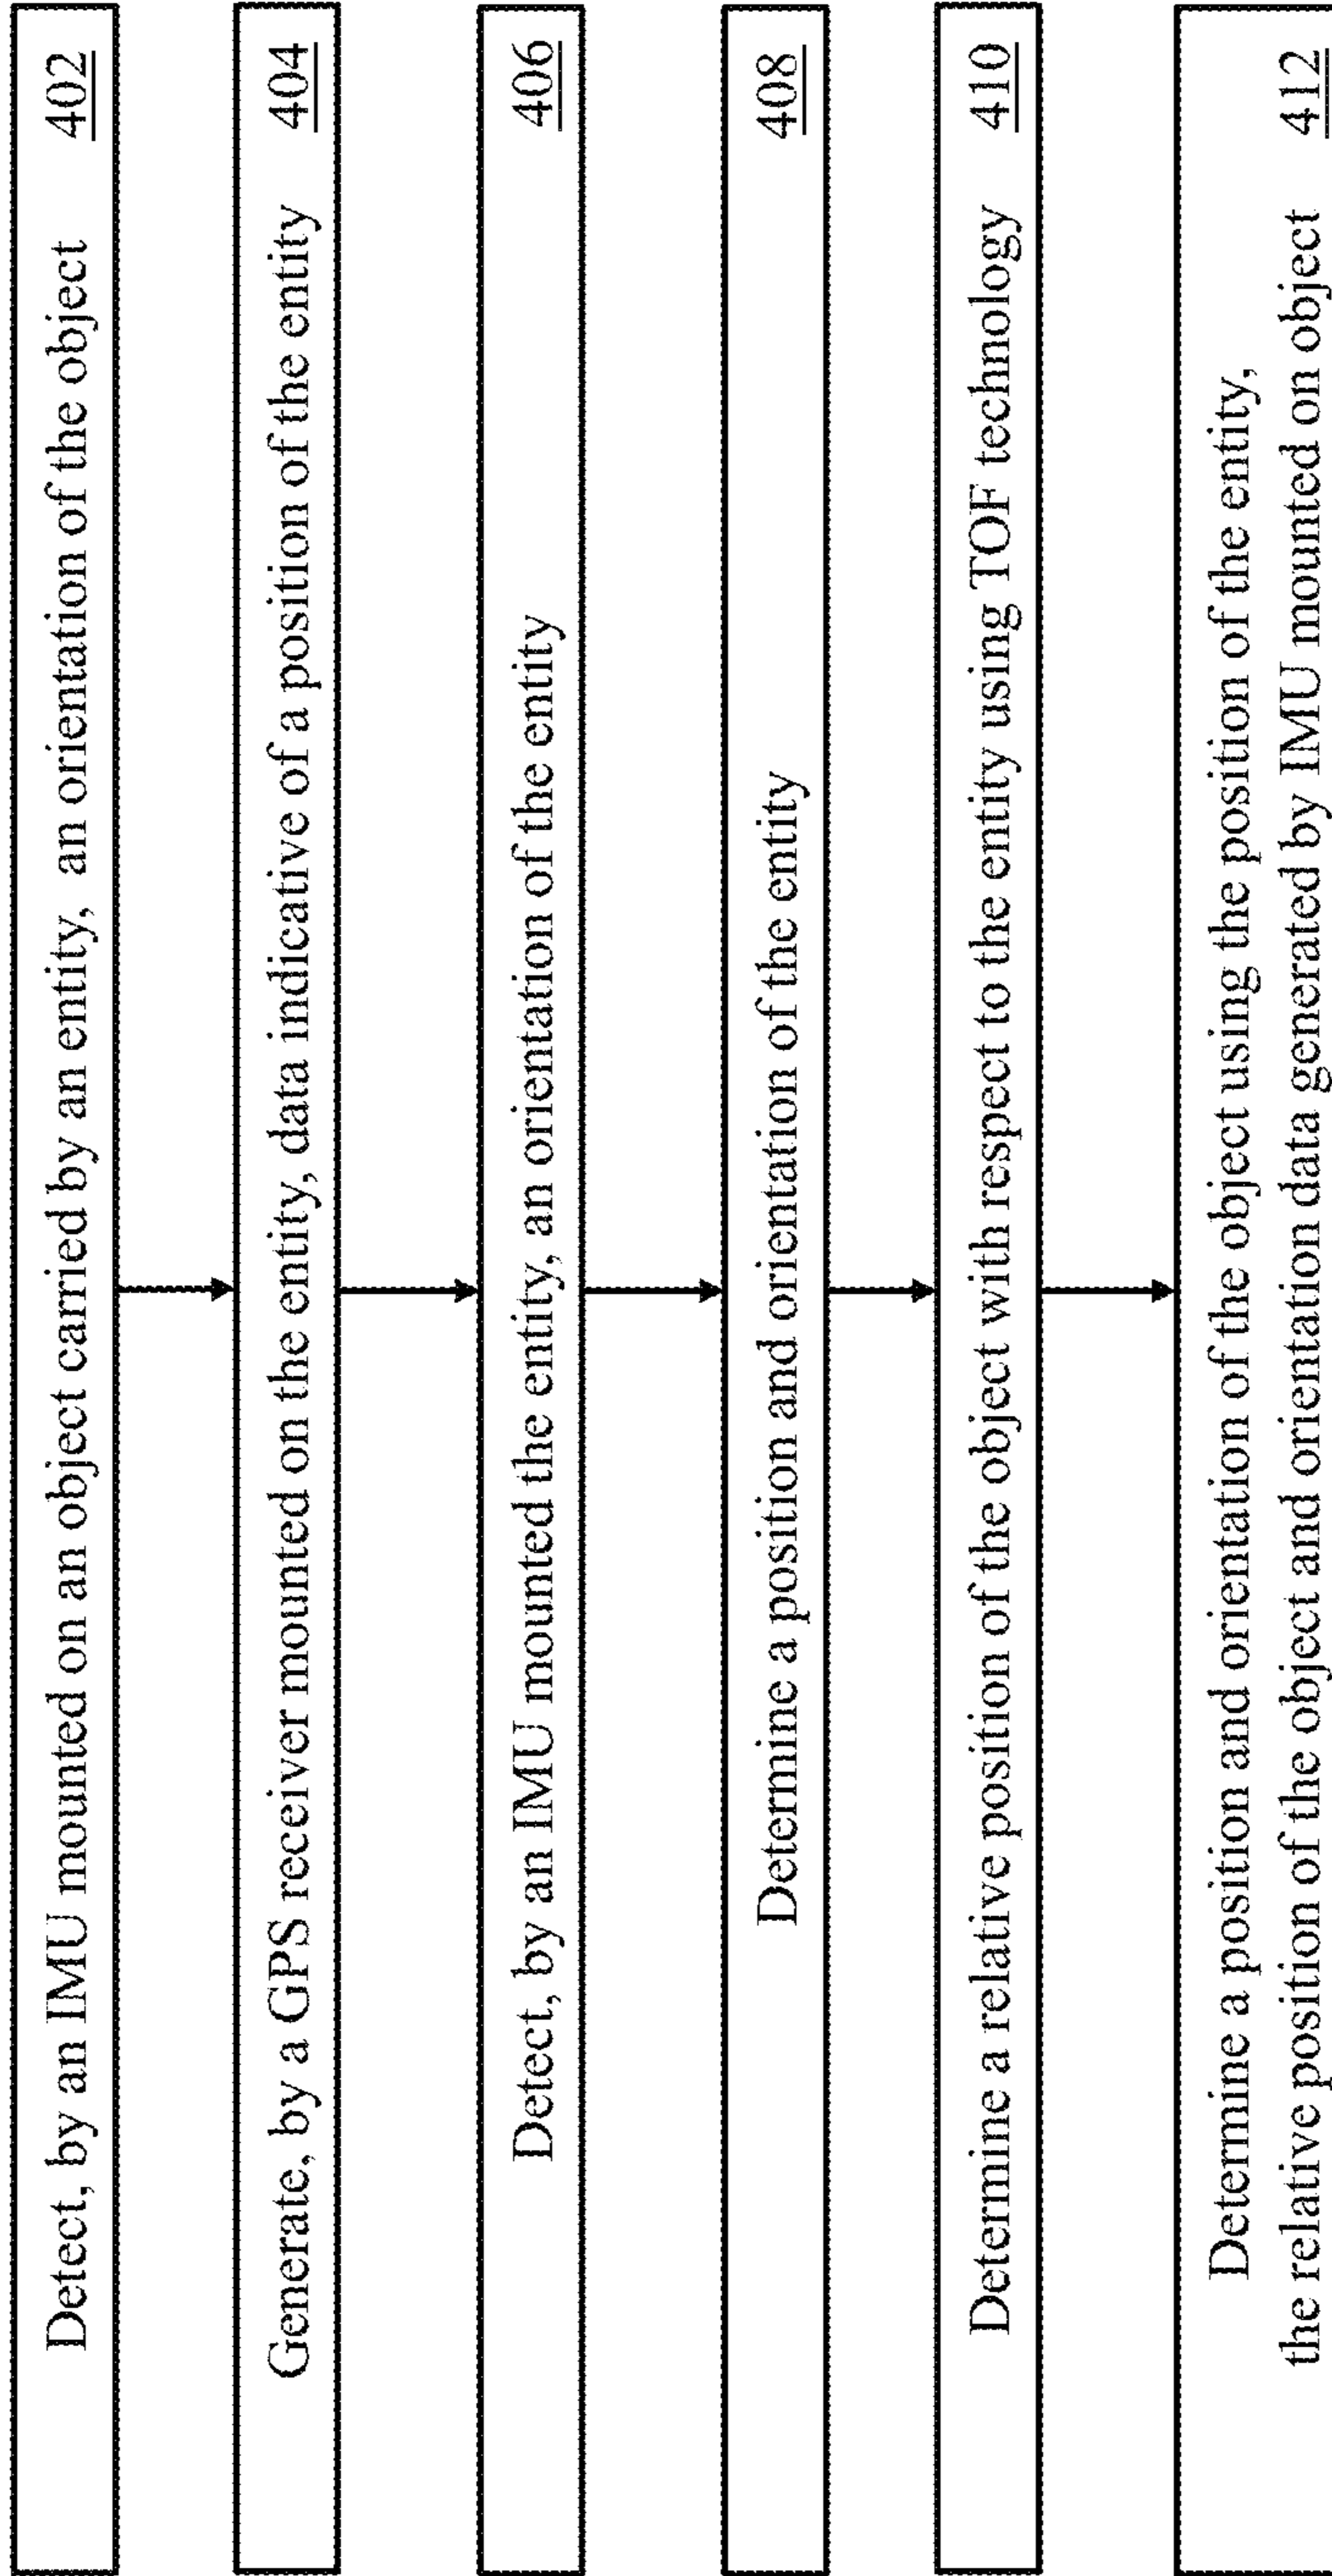 Detect, by an IMU mounted on an object carried by an entity, an orientation of the object 402
Generate, by a GPS receiver mounted on the entity, data indicative of a position of the entity 404
Detect, by an IMU mounted the entity, an orientation of the entity 406
Determine a position and orientation of the entity 408
Determine a relative position of the object with respect to the entity using TOF technology 410
Determine a position and orientation of the object using the position of the entity,
the relative position of the object and orientation data generated by IMU mounted on object 412